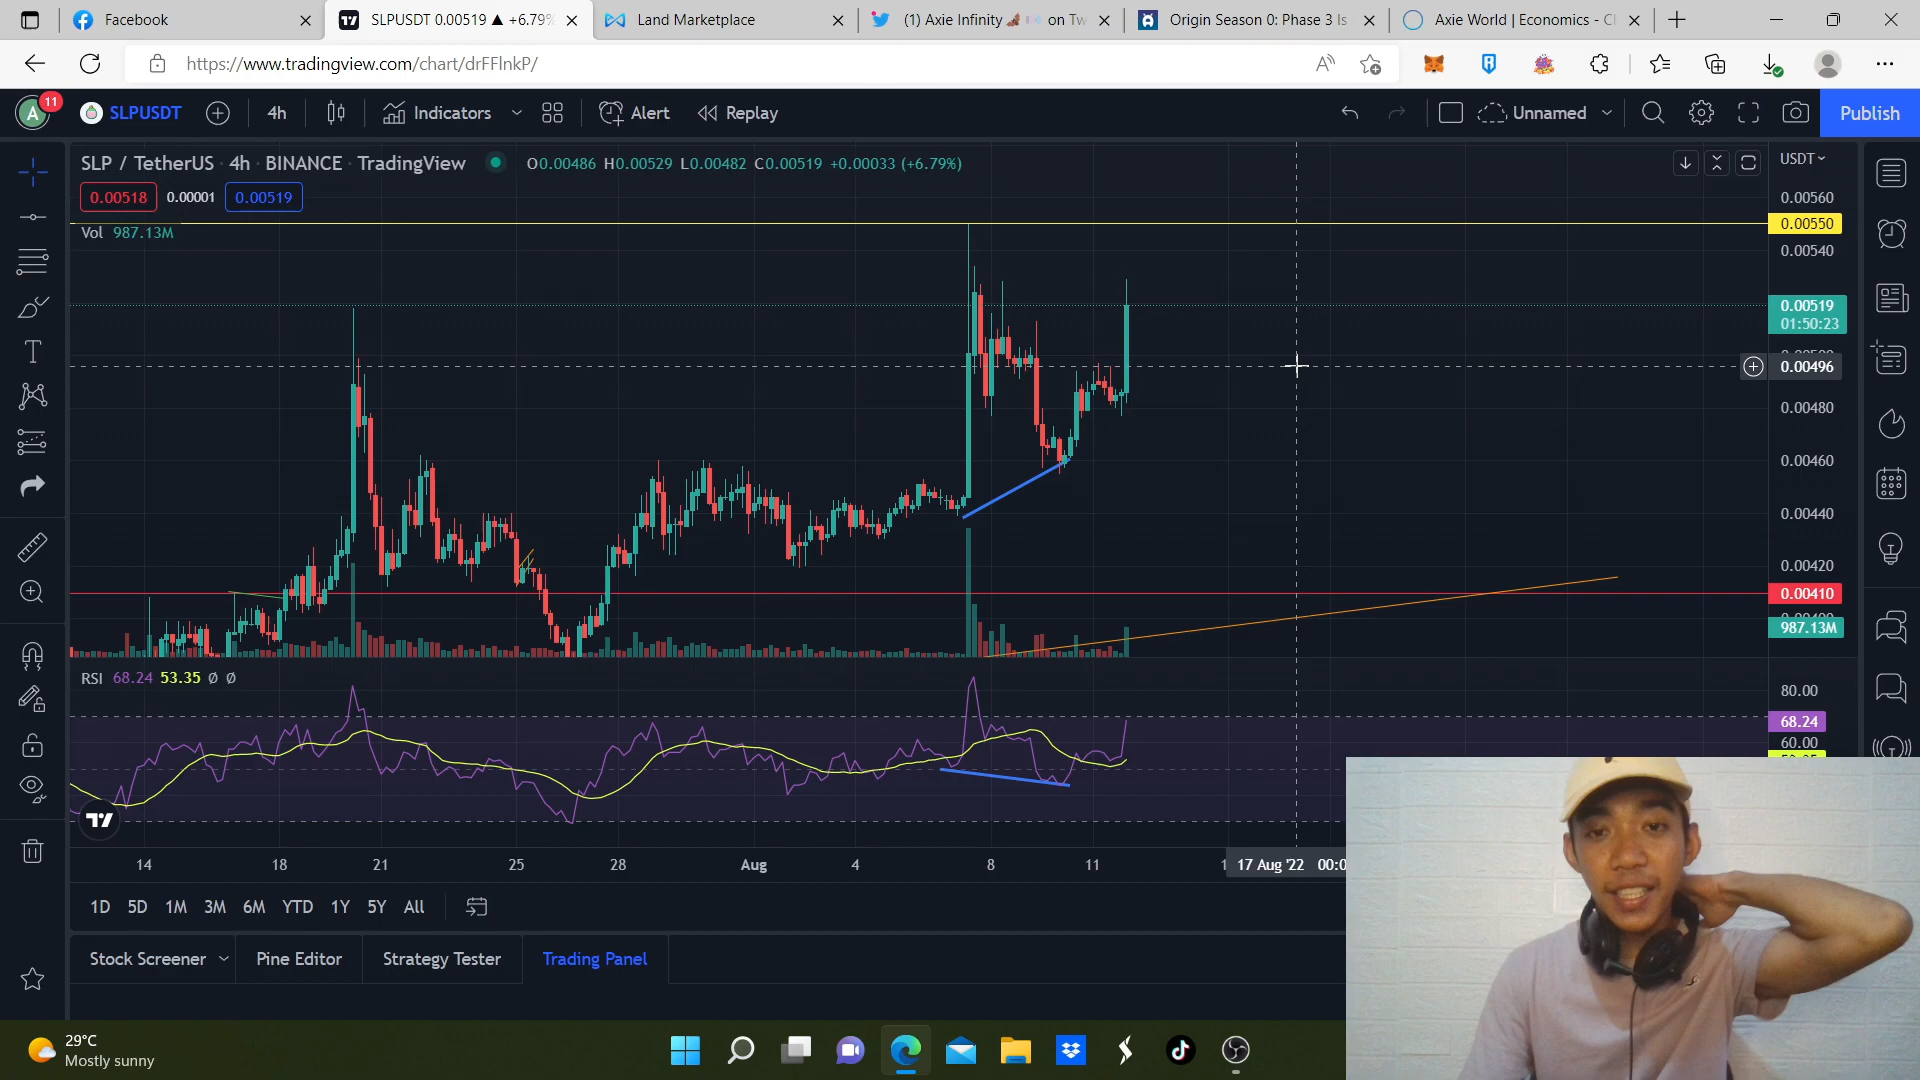 Facebook
SLPUSDT 0.00519 ▲ +6.79%
Land Marketplace
(1) Axie Infinity on Tw
Origin Season 0: Phase 3 Is
Axie World | Economics - Cl
https://www.tradingview.com/chart/drFFlnkP/
A 11
SLPUSDT
4h
Indicators
Alert
Replay
Unnamed
Publish
SLP / TetherUS · 4h · BINANCE · TradingView
O0.00486 H0.00529 L0.00482 C0.00519 +0.00033 (+6.79%)
USDT
0.00518 0.00001 0.00519
Vol 987.13M
0.00560
0.00550
0.00540
0.00519
01:50:23
0.00496
0.00480
0.00460
0.00440
0.00420
0.00410
987.13M
RSI 68.24 53.35 Ø Ø
80.00
68.24
60.00
14 18 21 25 28 Aug 4 8 11 17 Aug '22
1D 5D 1M 3M 6M YTD 1Y 5Y All
Stock Screener Pine Editor Strategy Tester Trading Panel
29°C
Mostly sunny